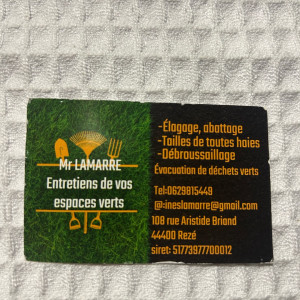 Mr LAMARRE
Entretiens de vos
espaces verts
-Élagage, abattage
-Tailles de toutes haies
-Débroussaillage
Évacuation de déchets verts
Tel:0629815449
@:ineslamarre@gmail.com
108 rue Aristide Briand
44400 Rezé
siret: 51773977700012